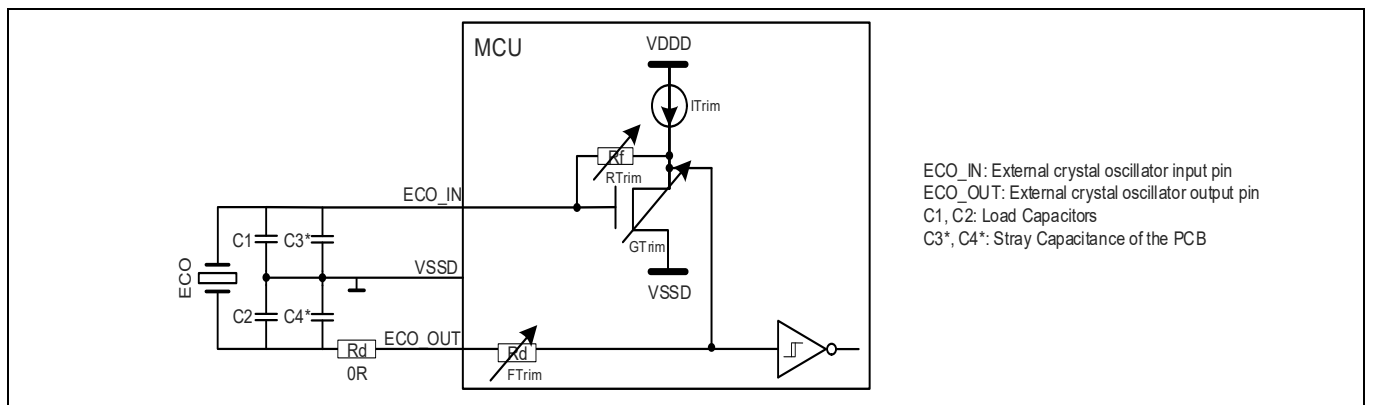 MCU
VDDD
ITrim
Rf
RTrim
ECO_IN
GTrim
C1
C3*
VSSD
VSSD
ECO
C2
C4*
ECO_OUT
Rd
0R
Rd
FTrim
ECO_IN: External crystal oscillator input pin
ECO_OUT: External crystal oscillator output pin
C1, C2: Load Capacitors
C3*, C4*: Stray Capacitance of the PCB